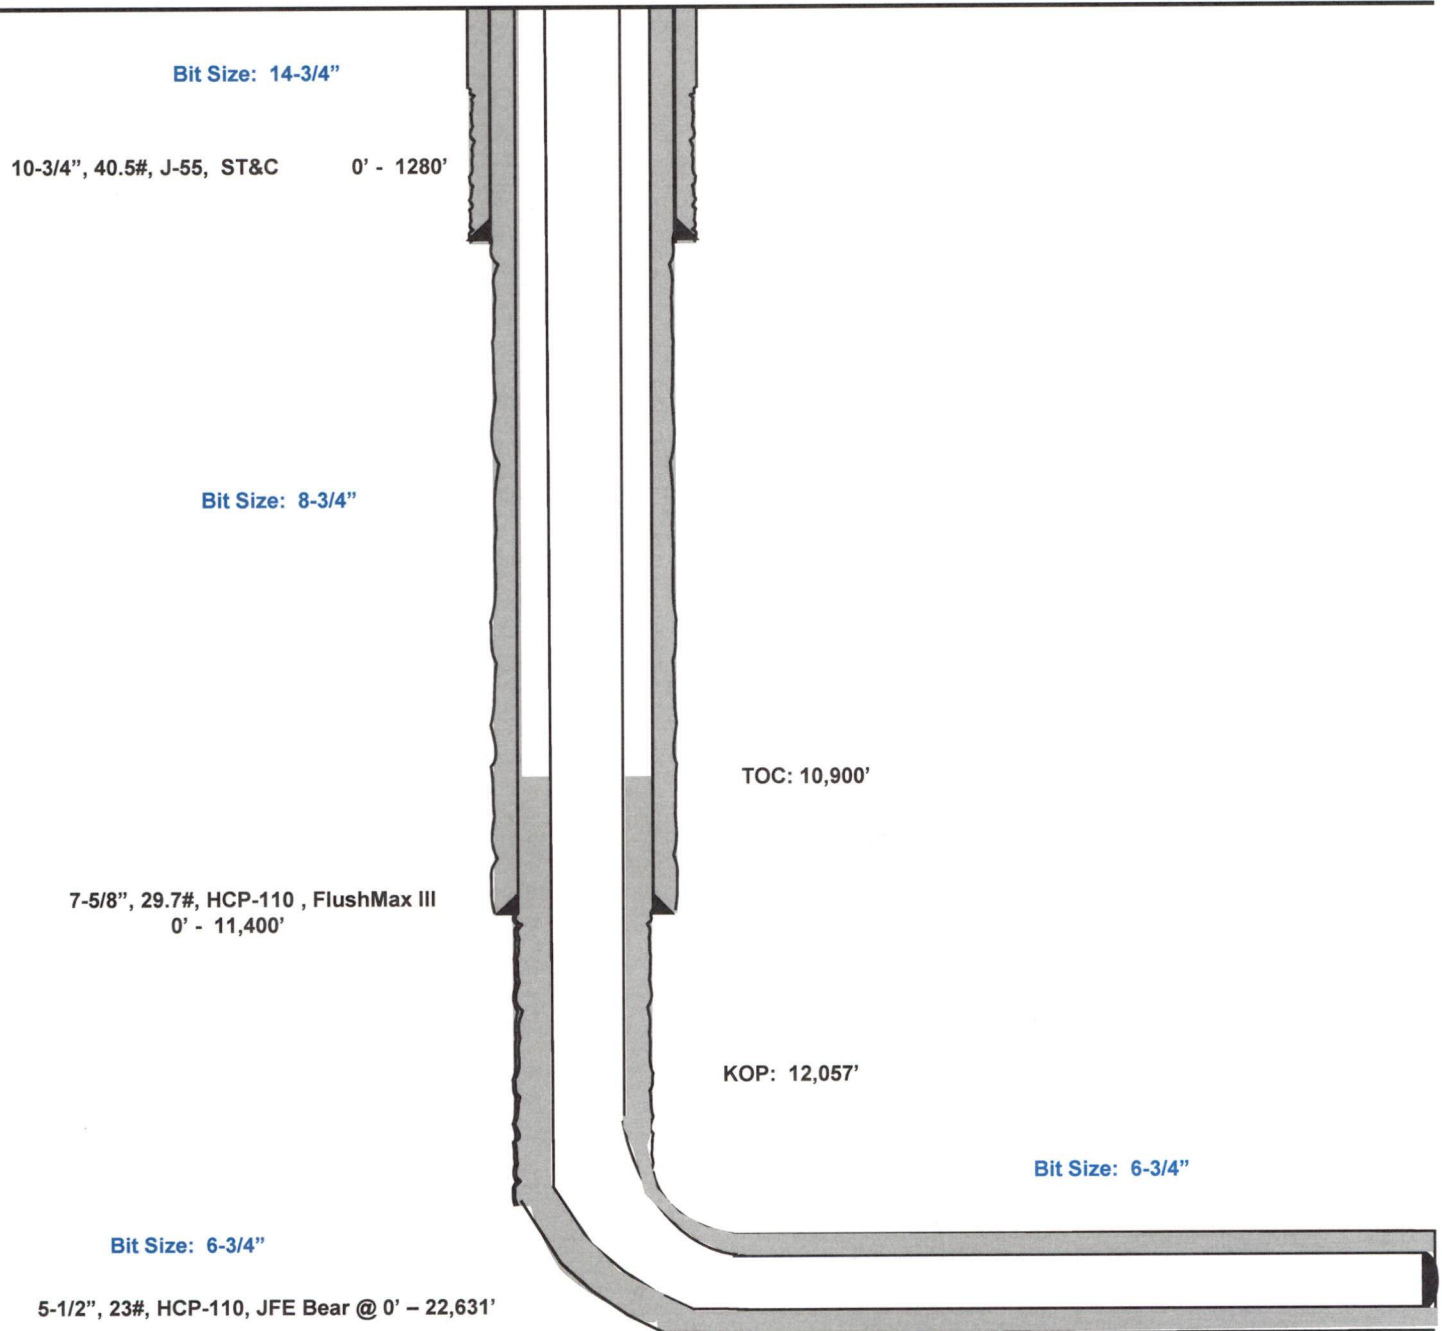 Bit Size: 14-3/4”
10-3/4”, 40.5#, J-55, ST&C 0’ - 1280’
Bit Size: 8-3/4”
TOC: 10,900’
7-5/8”, 29.7#, HCP-110 , FlushMax III
0’ - 11,400’
KOP: 12,057’
Bit Size: 6-3/4”
Bit Size: 6-3/4”
5-1/2”, 23#, HCP-110, JFE Bear @ 0’ – 22,631’